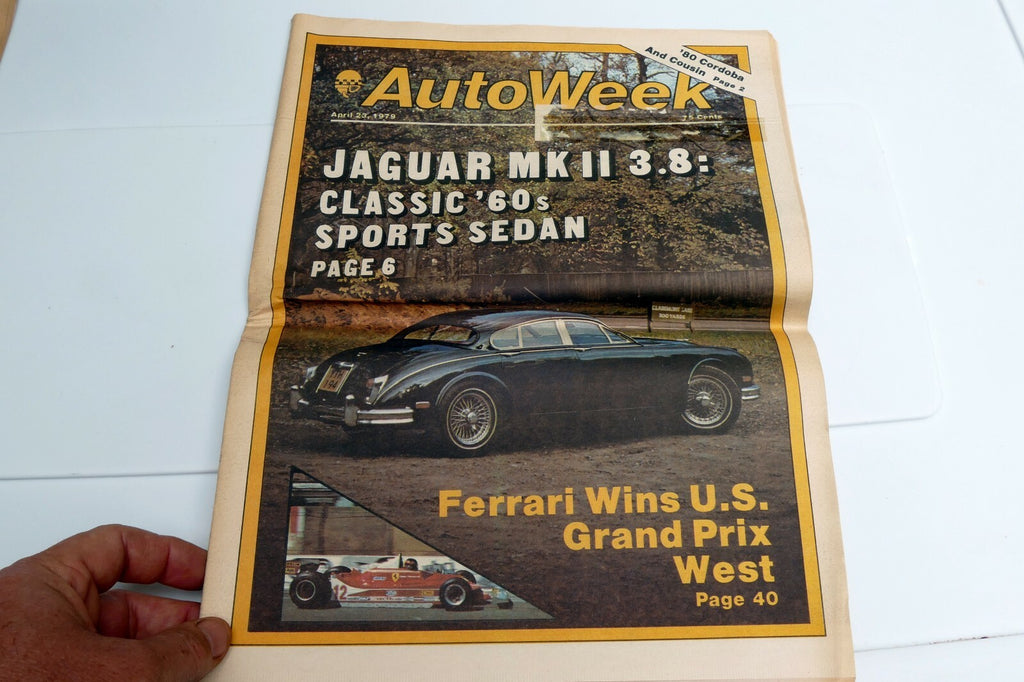 '80 Cordoba
And Cousin Page 2
AutoWeek
April 23, 1979
75 Cents
JAGUAR MK II 3.8:
CLASSIC '60s
SPORTS SEDAN
PAGE 6
Ferrari Wins U.S.
Grand Prix
West
Page 40
12